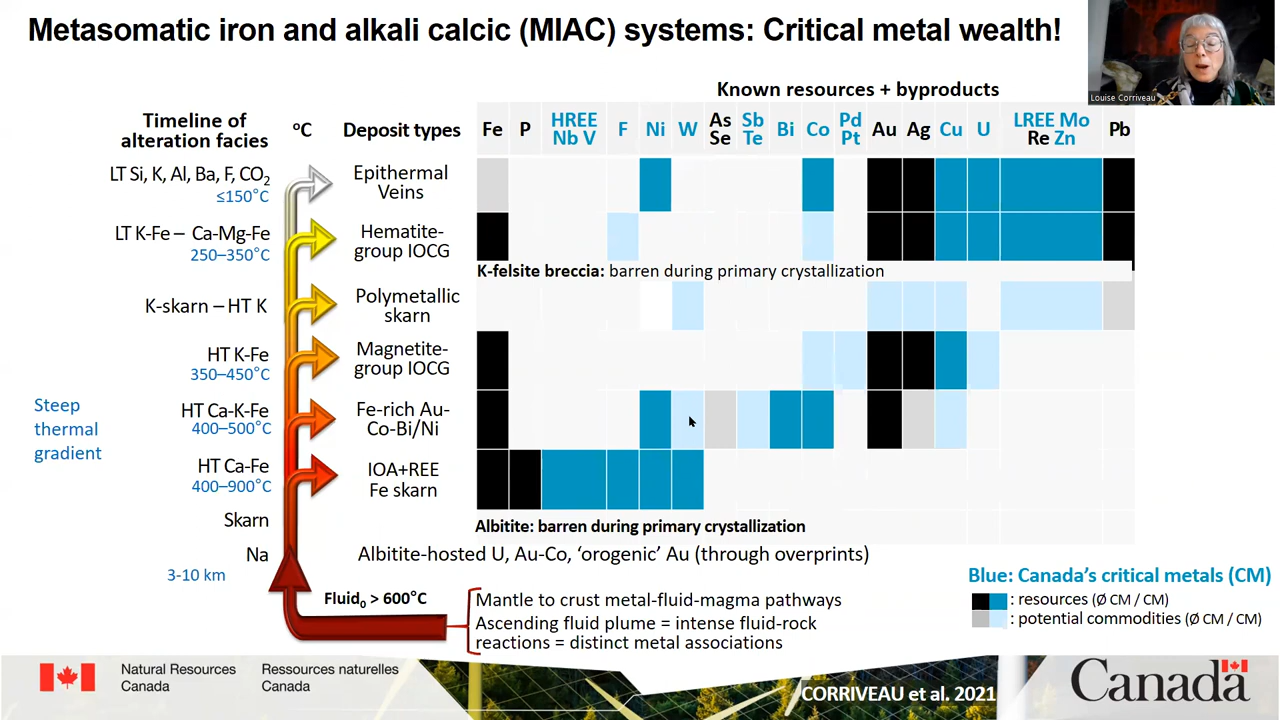 Metasomatic iron and alkali calcic (MIAC) systems: Critical metal wealth!
Louise Corriveau
Known resources + byproducts
Timeline of
alteration facies
°C
Deposit types
Fe
P
HREE
Nb V
F
Ni
W
As
Se
Sb
Te
Bi
Co
Pd
Pt
Au
Ag
Cu
U
LREE Mo
Re Zn
Pb
LT Si, K, Al, Ba, F, CO2
≤150°C
Epithermal
Veins
LT K-Fe – Ca-Mg-Fe
250–350°C
Hematite-
group IOCG
K-felsite breccia: barren during primary crystallization
K-skarn – HT K
Polymetallic
skarn
HT K-Fe
350–450°C
Magnetite-
group IOCG
Steep
thermal
gradient
HT Ca-K-Fe
400–500°C
Fe-rich Au-
Co-Bi/Ni
HT Ca-Fe
400–900°C
IOA+REE
Fe skarn
Skarn
Albitite: barren during primary crystallization
Na
Albitite-hosted U, Au-Co, ‘orogenic’ Au (through overprints)
3-10 km
Blue: Canada’s critical metals (CM)
: resources (Ø CM / CM)
: potential commodities (Ø CM / CM)
Fluid0 > 600°C
Mantle to crust metal-fluid-magma pathways
Ascending fluid plume = intense fluid-rock
reactions = distinct metal associations
Natural Resources
Canada
Ressources naturelles
Canada
CORRIVEAU et al. 2021
Canada